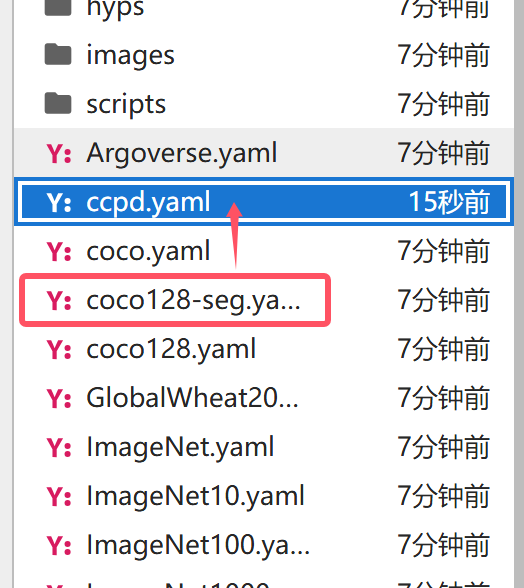 hyps 7分钟前
images 7分钟前
scripts 7分钟前
Y: Argoverse.yaml 7分钟前
Y: ccpd.yaml 15秒前
Y: coco.yaml 7分钟前
Y: coco128-seg.ya... 7分钟前
Y: coco128.yaml 7分钟前
Y: GlobalWheat20... 7分钟前
Y: ImageNet.yaml 7分钟前
Y: ImageNet10.yaml 7分钟前
Y: ImageNet100.ya... 7分钟前